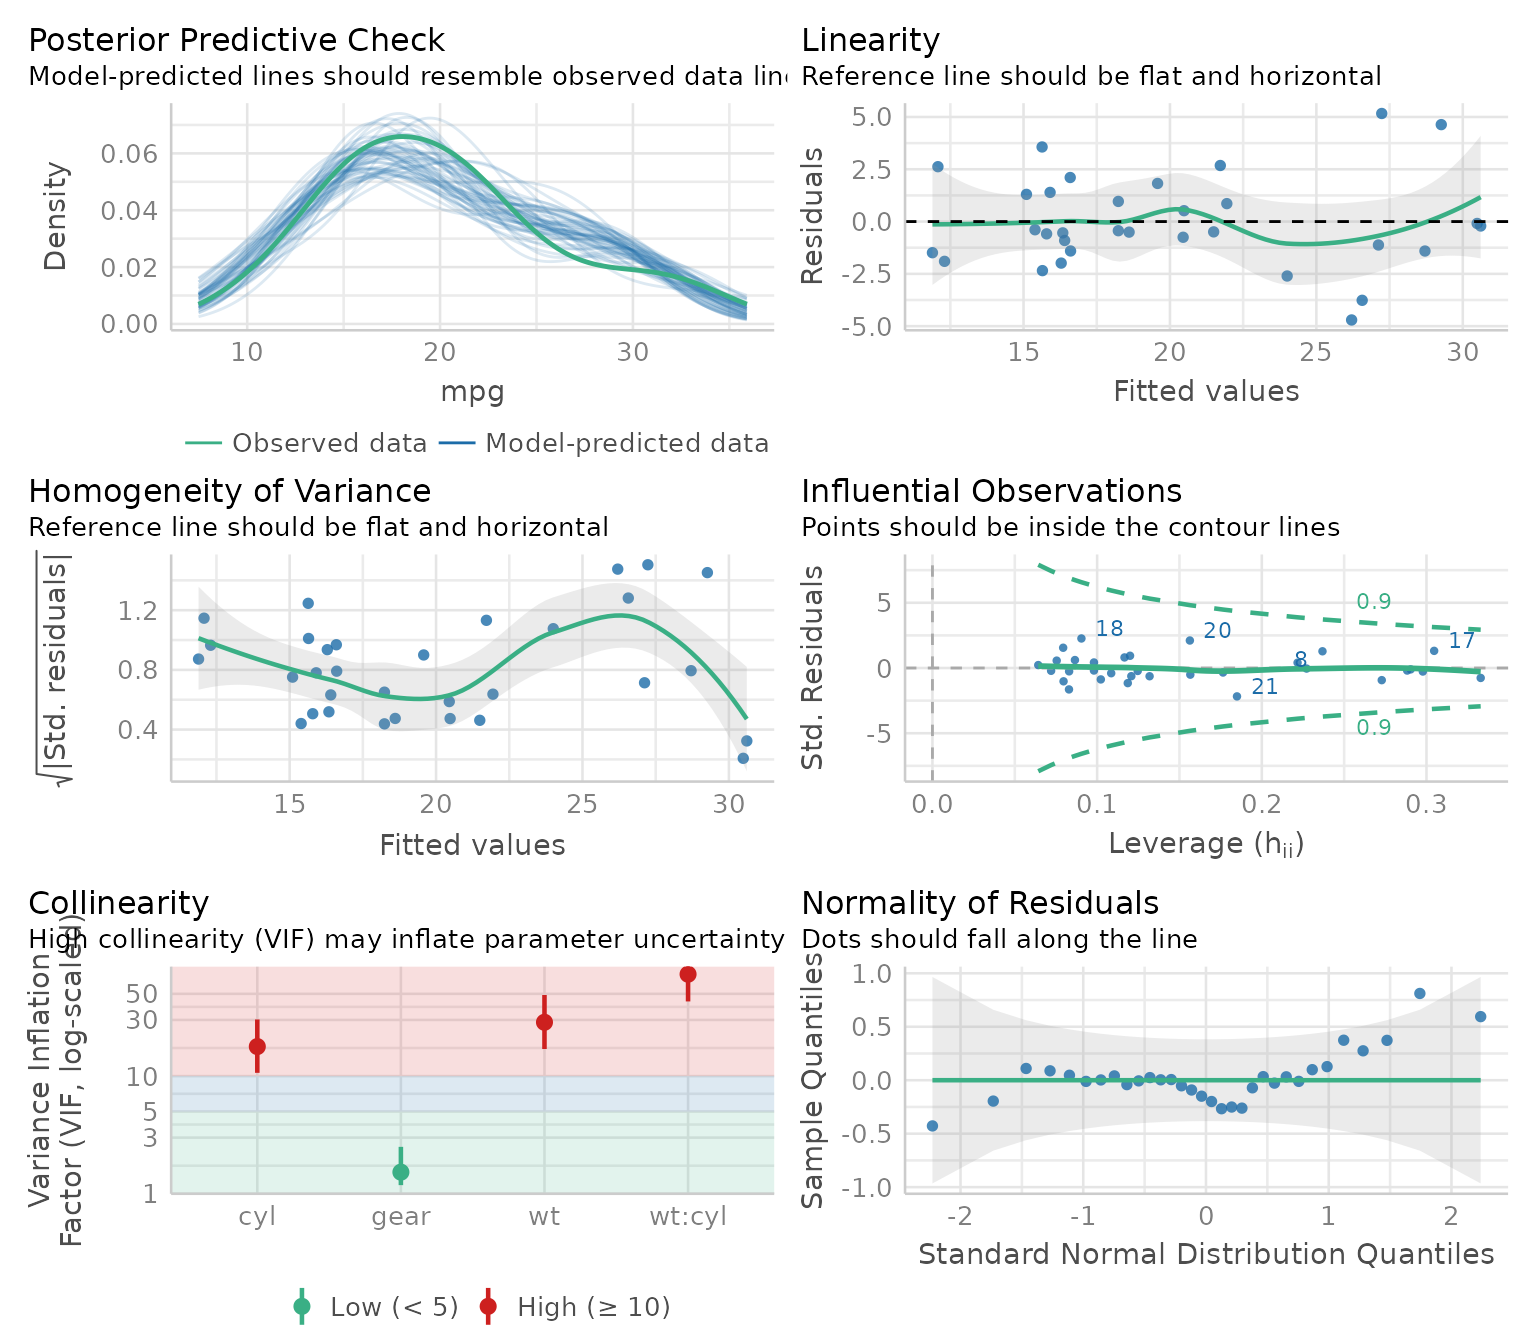 Posterior Predictive Check
Model-predicted lines should resemble observed data
Density
0.06
0.04
0.02
0.00
10 20 30
mpg
Observed data Model-predicted data
Linearity
Reference line should be flat and horizontal
Residuals
5.0
2.5
0.0
-2.5
-5.0
15 20 25 30
Fitted values
Homogeneity of Variance
Reference line should be flat and horizontal
√|Std. residuals|
1.2
0.8
0.4
15 20 25 30
Fitted values
Influential Observations
Points should be inside the contour lines
Std. Residuals
5
0
-5
0.9
18
20
17
8
21
0.9
0.0 0.1 0.2 0.3
Leverage (hii)
Collinearity
High collinearity (VIF) may inflate parameter uncertainty
Variance Inflation
Factor (VIF, log-scaled)
50
30
10
5
3
1
cyl gear wt wt:cyl
Low (< 5) High (≥ 10)
Normality of Residuals
Dots should fall along the line
Sample Quantiles
1.0
0.5
0.0
-0.5
-1.0
-2 -1 0 1 2
Standard Normal Distribution Quantiles